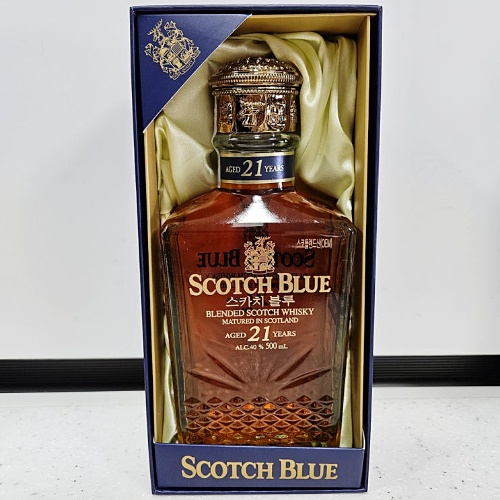 AGED 21 YEARS
SCOTCH BLUE
스카치 블루
BLENDED SCOTCH WHISKY
MATURED IN SCOTLAND
AGED 21 YEARS
ALC.40 % 500 mL
SCOTCH BLUE